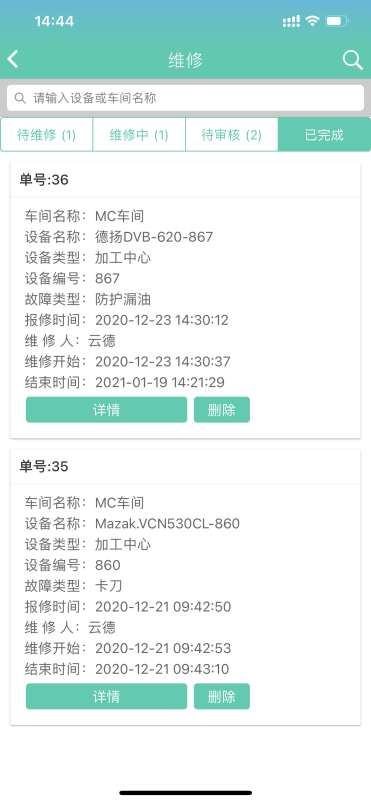 14:44
维修
请输入设备或车间名称
待维修 (1)
维修中 (1)
待审核 (2)
已完成
单号:36
车间名称：MC车间
设备名称：德扬DVB-620-867
设备类型：加工中心
设备编号：867
故障类型：防护漏油
报修时间：2020-12-23 14:30:12
维 修 人：云德
维修开始：2020-12-23 14:30:37
结束时间：2021-01-19 14:21:29
详情
删除
单号:35
车间名称：MC车间
设备名称：Mazak.VCN530CL-860
设备类型：加工中心
设备编号：860
故障类型：卡刀
报修时间：2020-12-21 09:42:50
维 修 人：云德
维修开始：2020-12-21 09:42:53
结束时间：2020-12-21 09:43:10
详情
删除